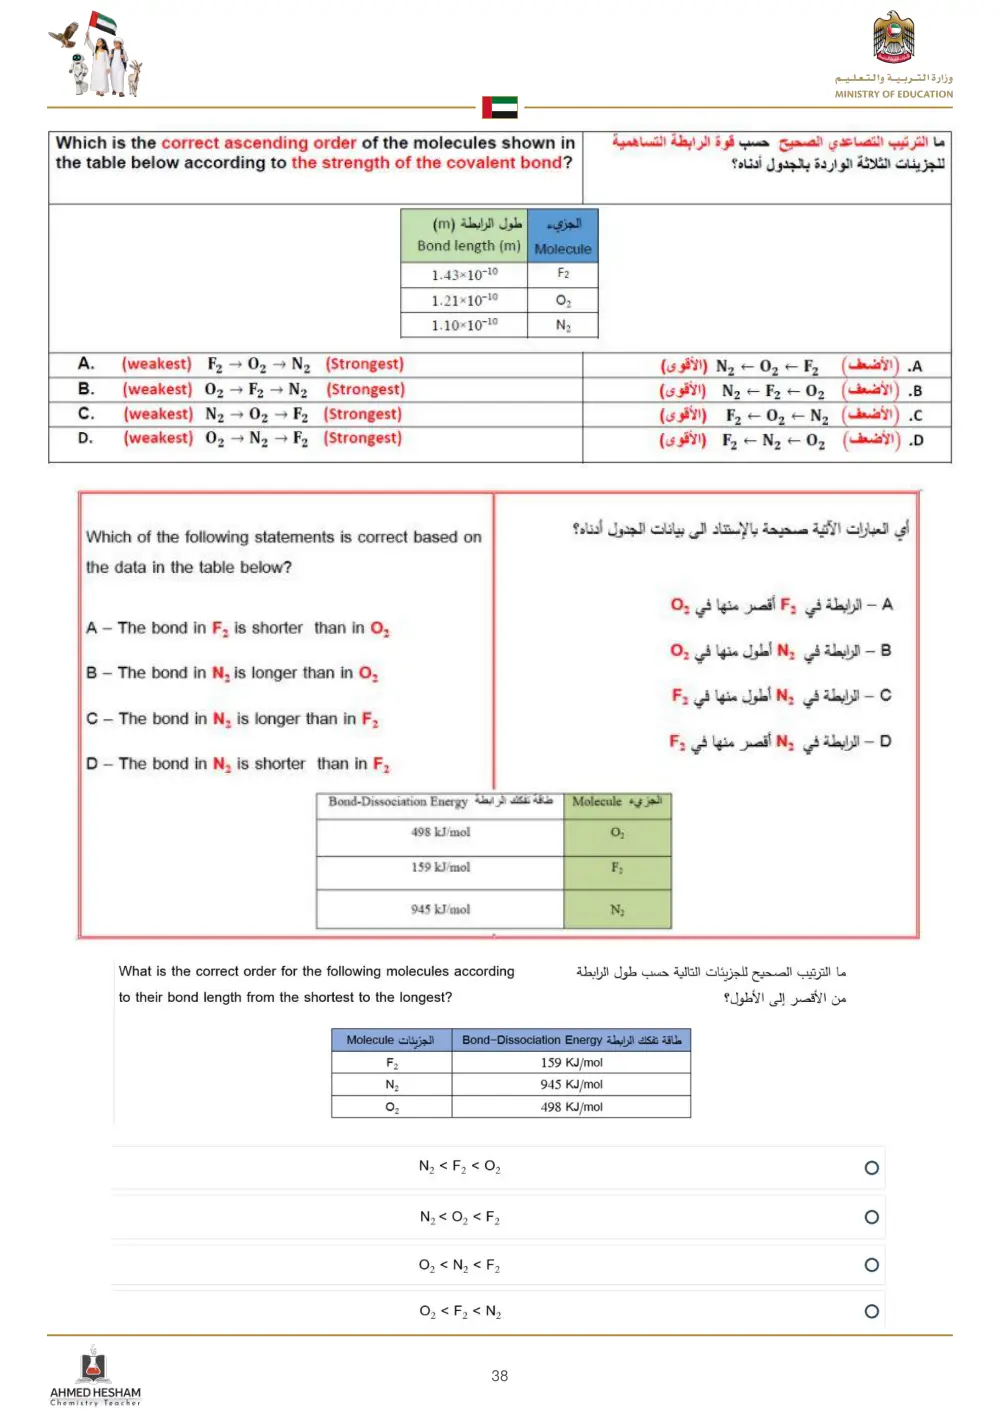 وزارة التـربـيـة والتـعـلـيـم
MINISTRY OF EDUCATION
Which is the correct ascending order of the molecules shown in
the table below according to the strength of the covalent bond?
ما الترتيب التصاعدي الصحيح حسب قوة الرابطة التساهمية
للجزيئات الثلاثة الواردة بالجدول أدناه؟
طول الرابطة (m) الجزيء
Bond length (m) Molecule
1.43×10⁻¹⁰ F₂
1.21×10⁻¹⁰ O₂
1.10×10⁻¹⁰ N₂
A. (weakest) F₂ → O₂ → N₂ (Strongest)
B. (weakest) O₂ → F₂ → N₂ (Strongest)
C. (weakest) N₂ → O₂ → F₂ (Strongest)
D. (weakest) O₂ → N₂ → F₂ (Strongest)
.A (الأضعف) F₂ → O₂ → N₂ (الأقوى)
.B (الأضعف) O₂ → F₂ → N₂ (الأقوى)
.C (الأضعف) N₂ → O₂ → F₂ (الأقوى)
.D (الأضعف) O₂ → N₂ → F₂ (الأقوى)
Which of the following statements is correct based on
the data in the table below?
A – The bond in F₂ is shorter than in O₂
B – The bond in N₂ is longer than in O₂
C – The bond in N₂ is longer than in F₂
D – The bond in N₂ is shorter than in F₂
أي العبارات الآتية صحيحة بالإستناد الى بيانات الجدول أدناه؟
A – الرابطة في F₂ أقصر منها في O₂
B – الرابطة في N₂ أطول منها في O₂
C – الرابطة في N₂ أطول منها في F₂
D – الرابطة في N₂ أقصر منها في F₂
Bond-Dissociation Energy طاقة تفكك الرابطة Molecule الجزيء
498 kJ/mol O₂
159 kJ/mol F₂
945 kJ/mol N₂
What is the correct order for the following molecules according
to their bond length from the shortest to the longest?
ما الترتيب الصحيح للجزيئات التالية حسب طول الرابطة
من الأقصر إلى الأطول؟
Molecule الجزيئات Bond-Dissociation Energy طاقة تفكك الرابطة
F₂ 159 KJ/mol
N₂ 945 KJ/mol
O₂ 498 KJ/mol
N₂ < F₂ < O₂
N₂ < O₂ < F₂
O₂ < N₂ < F₂
O₂ < F₂ < N₂
38
AHMED HESHAM
Chemistry Teacher